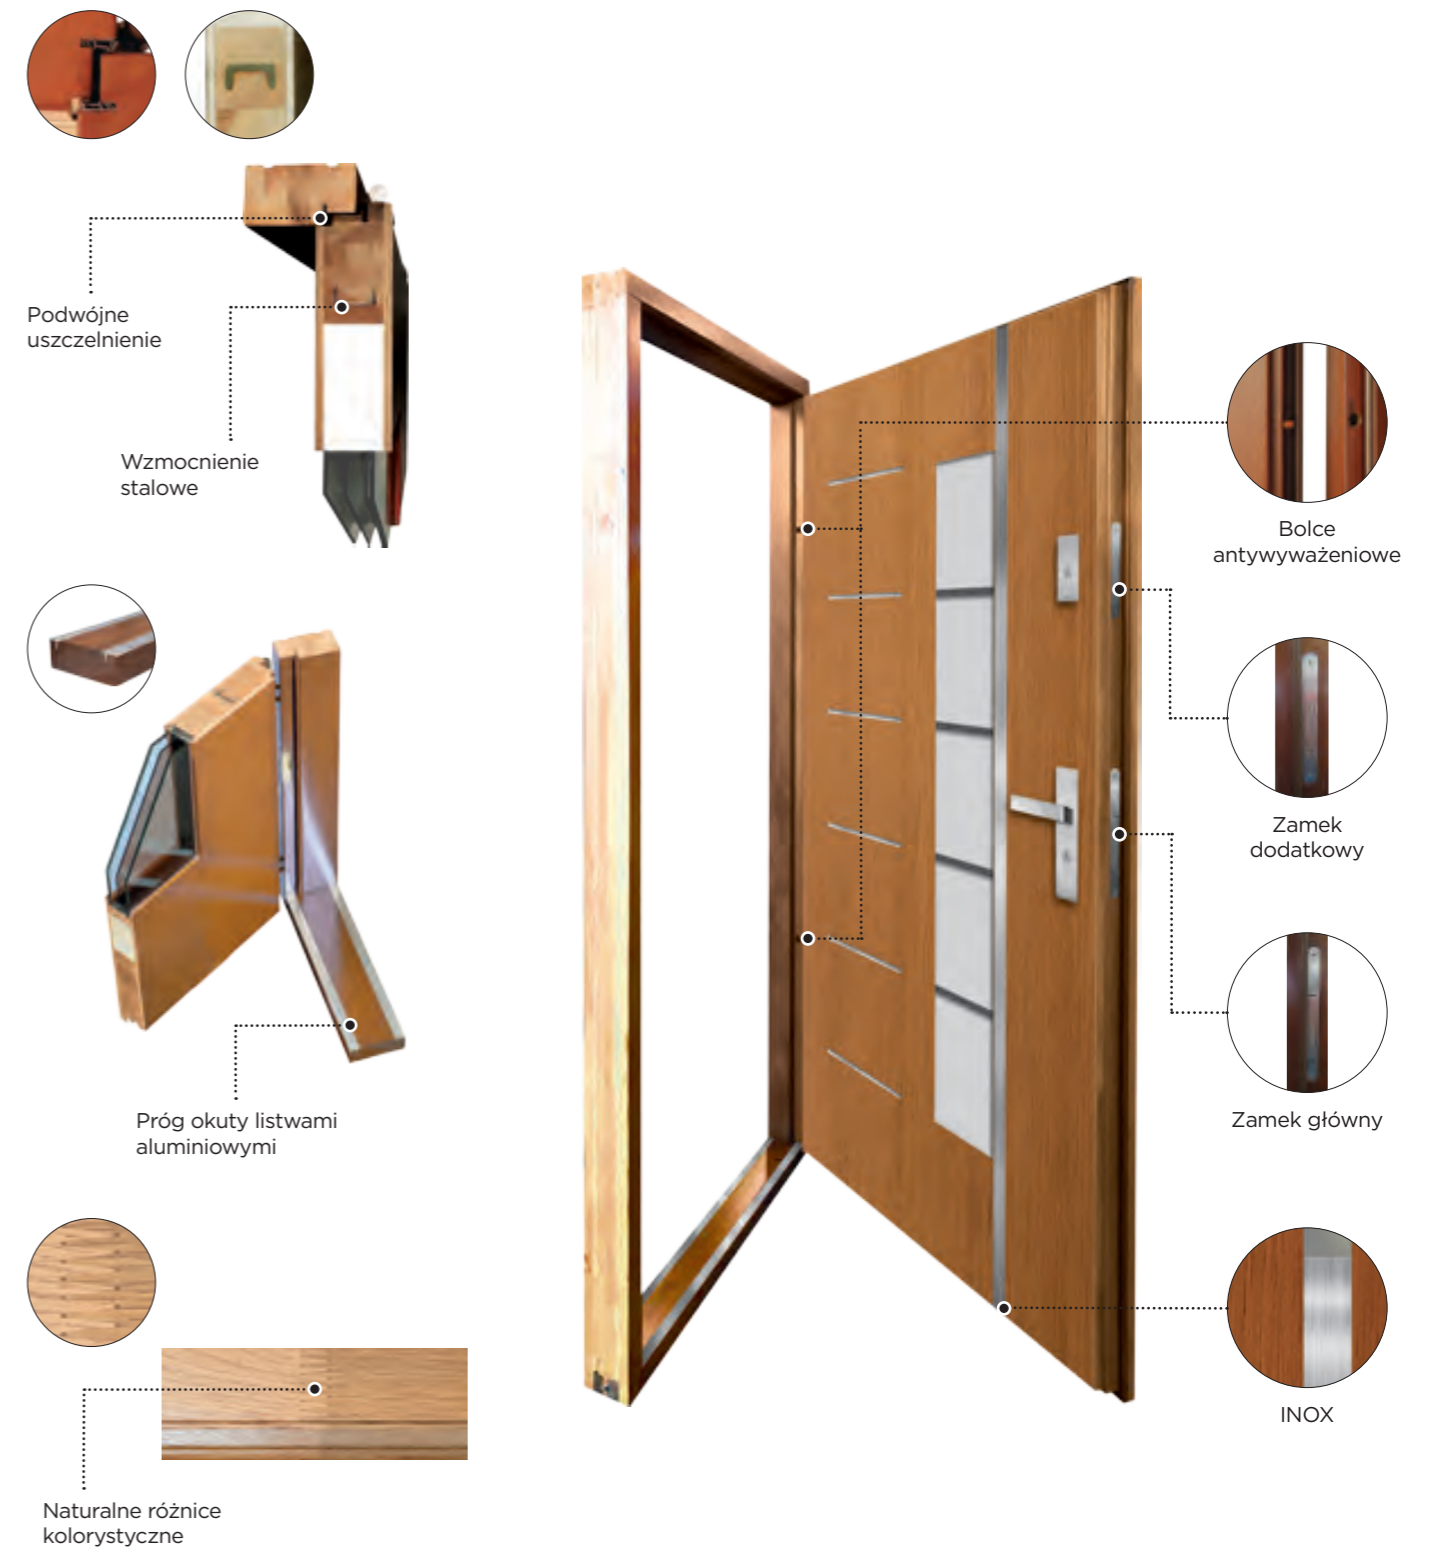 Podwójne
uszczelnienie
Wzmocnienie
stalowe
Próg okuty listwami
aluminiowymi
Naturalne różnice
kolorystyczne
Bolce
antywyważeniowe
Zamek
dodatkowy
Zamek główny
INOX